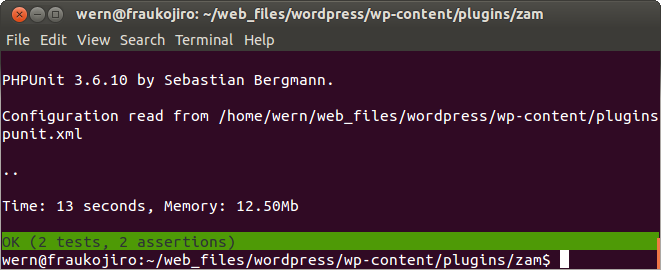 wern@fraukojiro: ~/web_files/wordpress/wp-content/plugins/zam
File Edit View Search Terminal Help
PHPUnit 3.6.10 by Sebastian Bergmann.
Configuration read from /home/wern/web_files/wordpress/wp-content/plugins
punit.xml
..
Time: 13 seconds, Memory: 12.50Mb
OK (2 tests, 2 assertions)
wern@fraukojiro:~/web_files/wordpress/wp-content/plugins/zam$